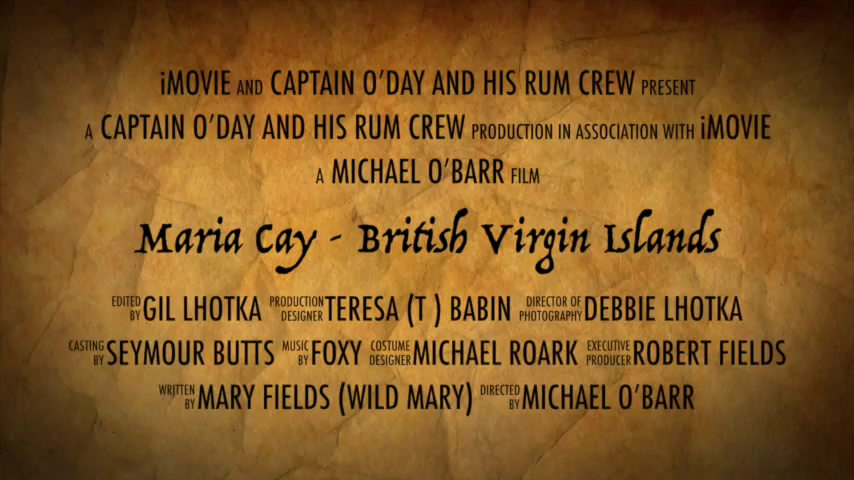 iMOVIE AND CAPTAIN O'DAY AND HIS RUM CREW PRESENT
A CAPTAIN O'DAY AND HIS RUM CREW PRODUCTION IN ASSOCIATION WITH iMOVIE
A MICHAEL O'BARR FILM
Maria Cay - British Virgin Islands
EDITED BY GIL LHOTKA PRODUCTION DESIGNER TERESA (T ) BABIN DIRECTOR OF PHOTOGRAPHY DEBBIE LHOTKA
CASTING BY SEYMOUR BUTTS MUSIC BY FOXY COSTUME DESIGNER MICHAEL ROARK EXECUTIVE PRODUCER ROBERT FIELDS
WRITTEN BY MARY FIELDS (WILD MARY) DIRECTED BY MICHAEL O'BARR